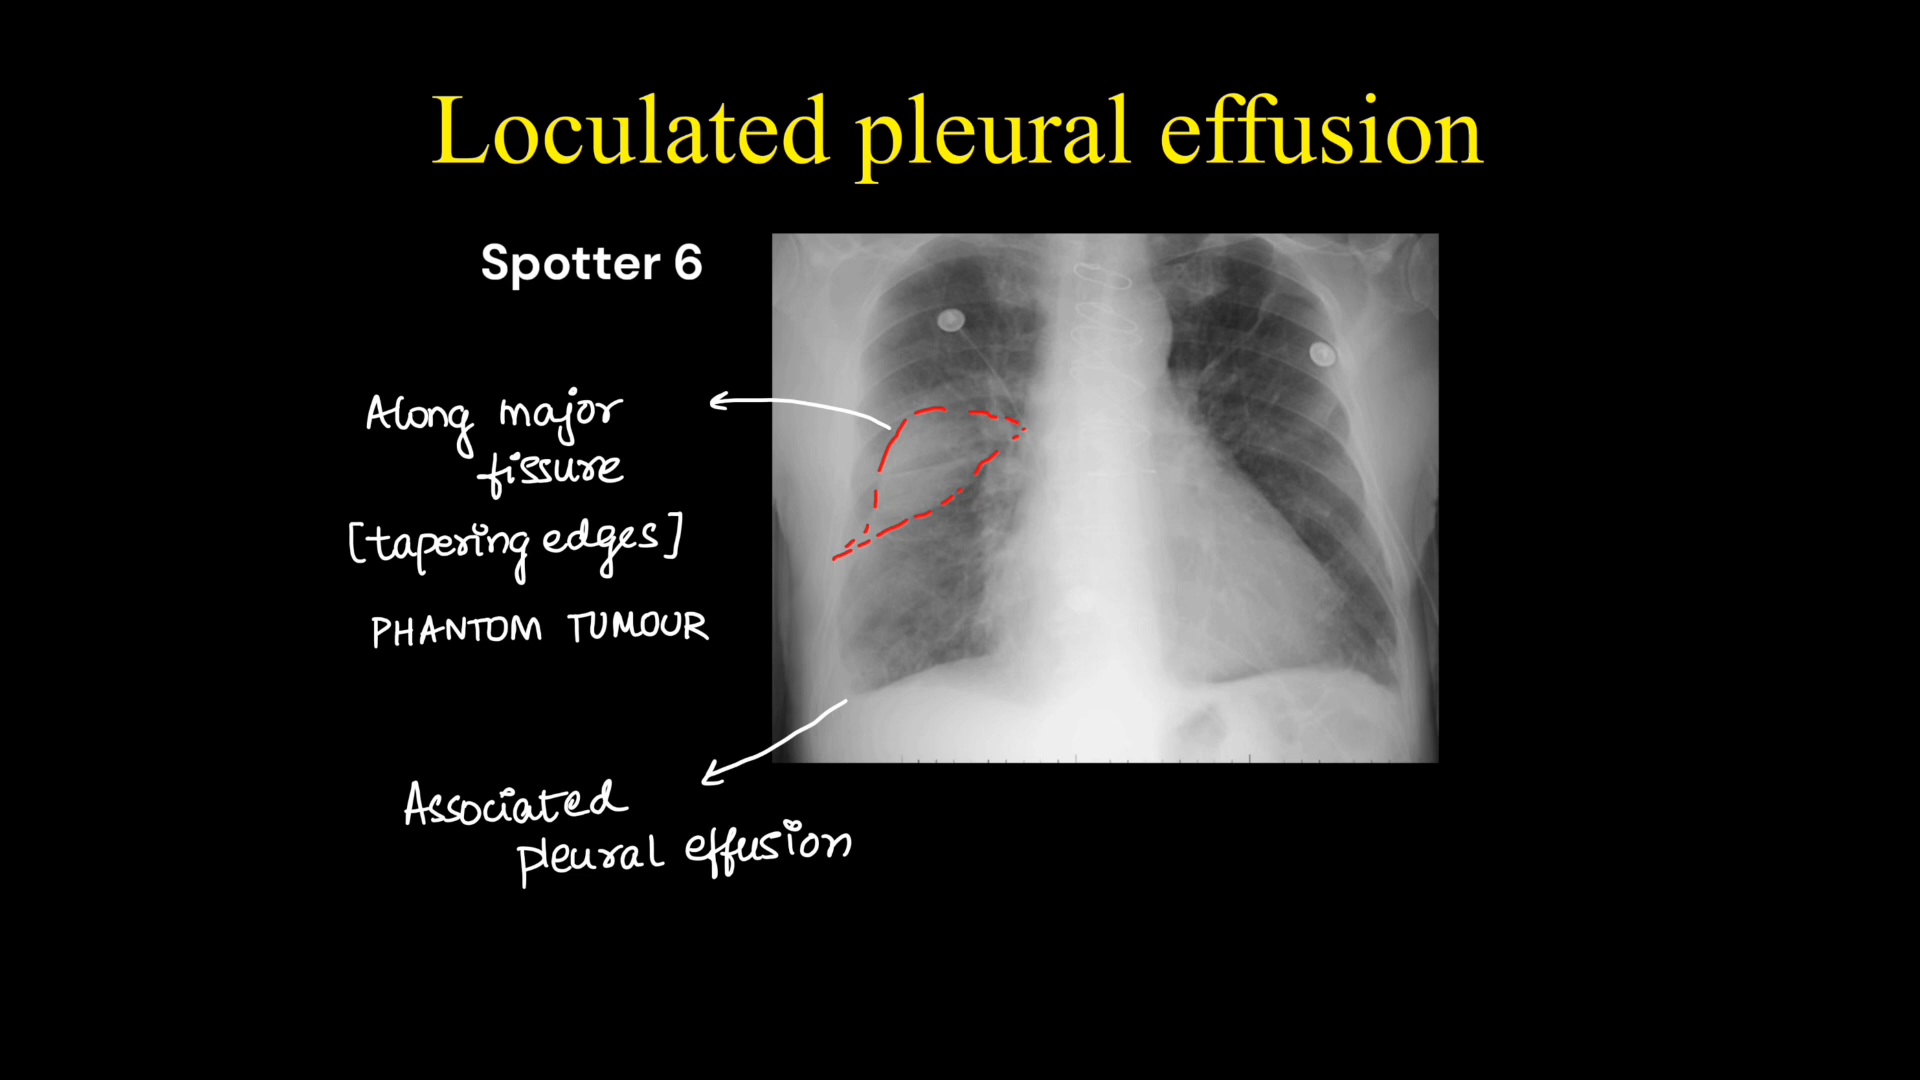 Loculated pleural effusion
Spotter 6
Along major
fissure
[tapering edges]
PHANTOM TUMOUR
Associated
pleural effusion